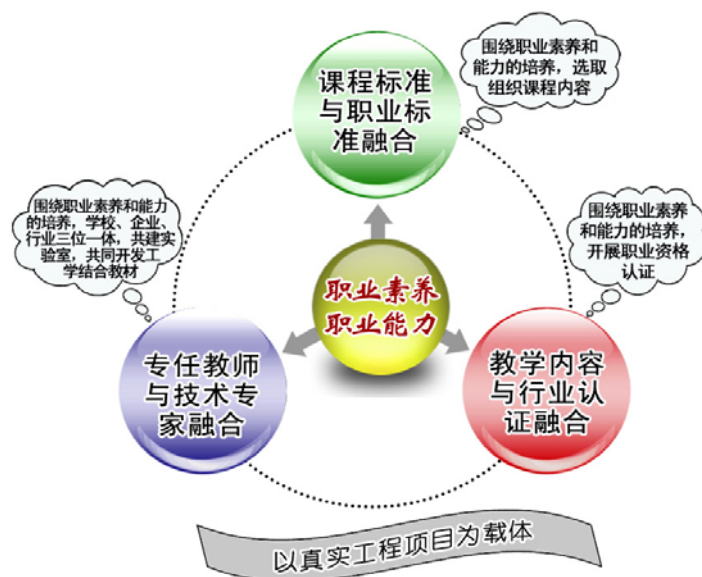 围绕职业素养和
能力的培养，选取
组织课程内容
课程标准
与职业标
准融合
围绕职业素养和能力
的培养，学校、企业、
行业三位一体，共建实
验室，共同开发工
学结合教材
围绕职业素养
和能力的培养，
开展职业资格
认证
职业素养
职业能力
专任教师
与技术专
家融合
教学内容
与行业认
证融合
以真实工程项目为载体